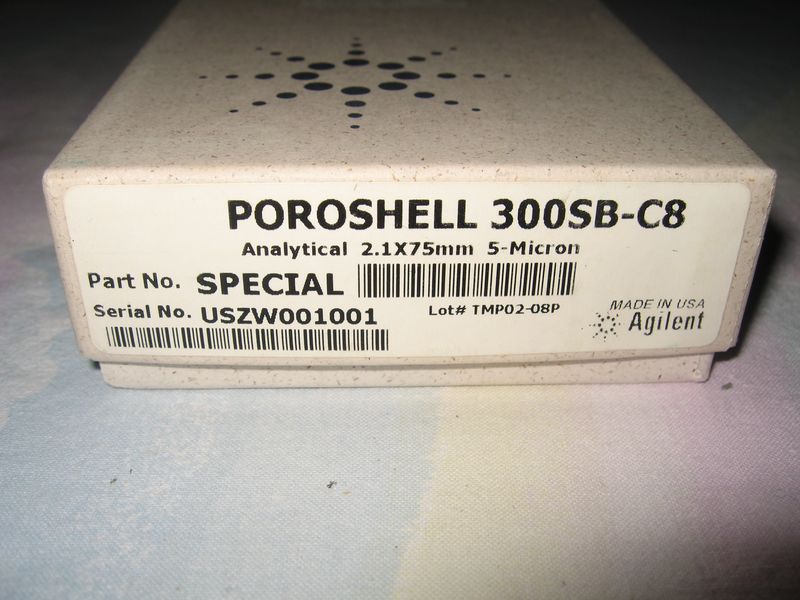 POROSHELL 300SB-C8
Analytical 2.1X75mm 5-Micron
Part No. SPECIAL
Serial No. USZW001001
Lot# TMP02-08P
MADE IN USA
Agilent